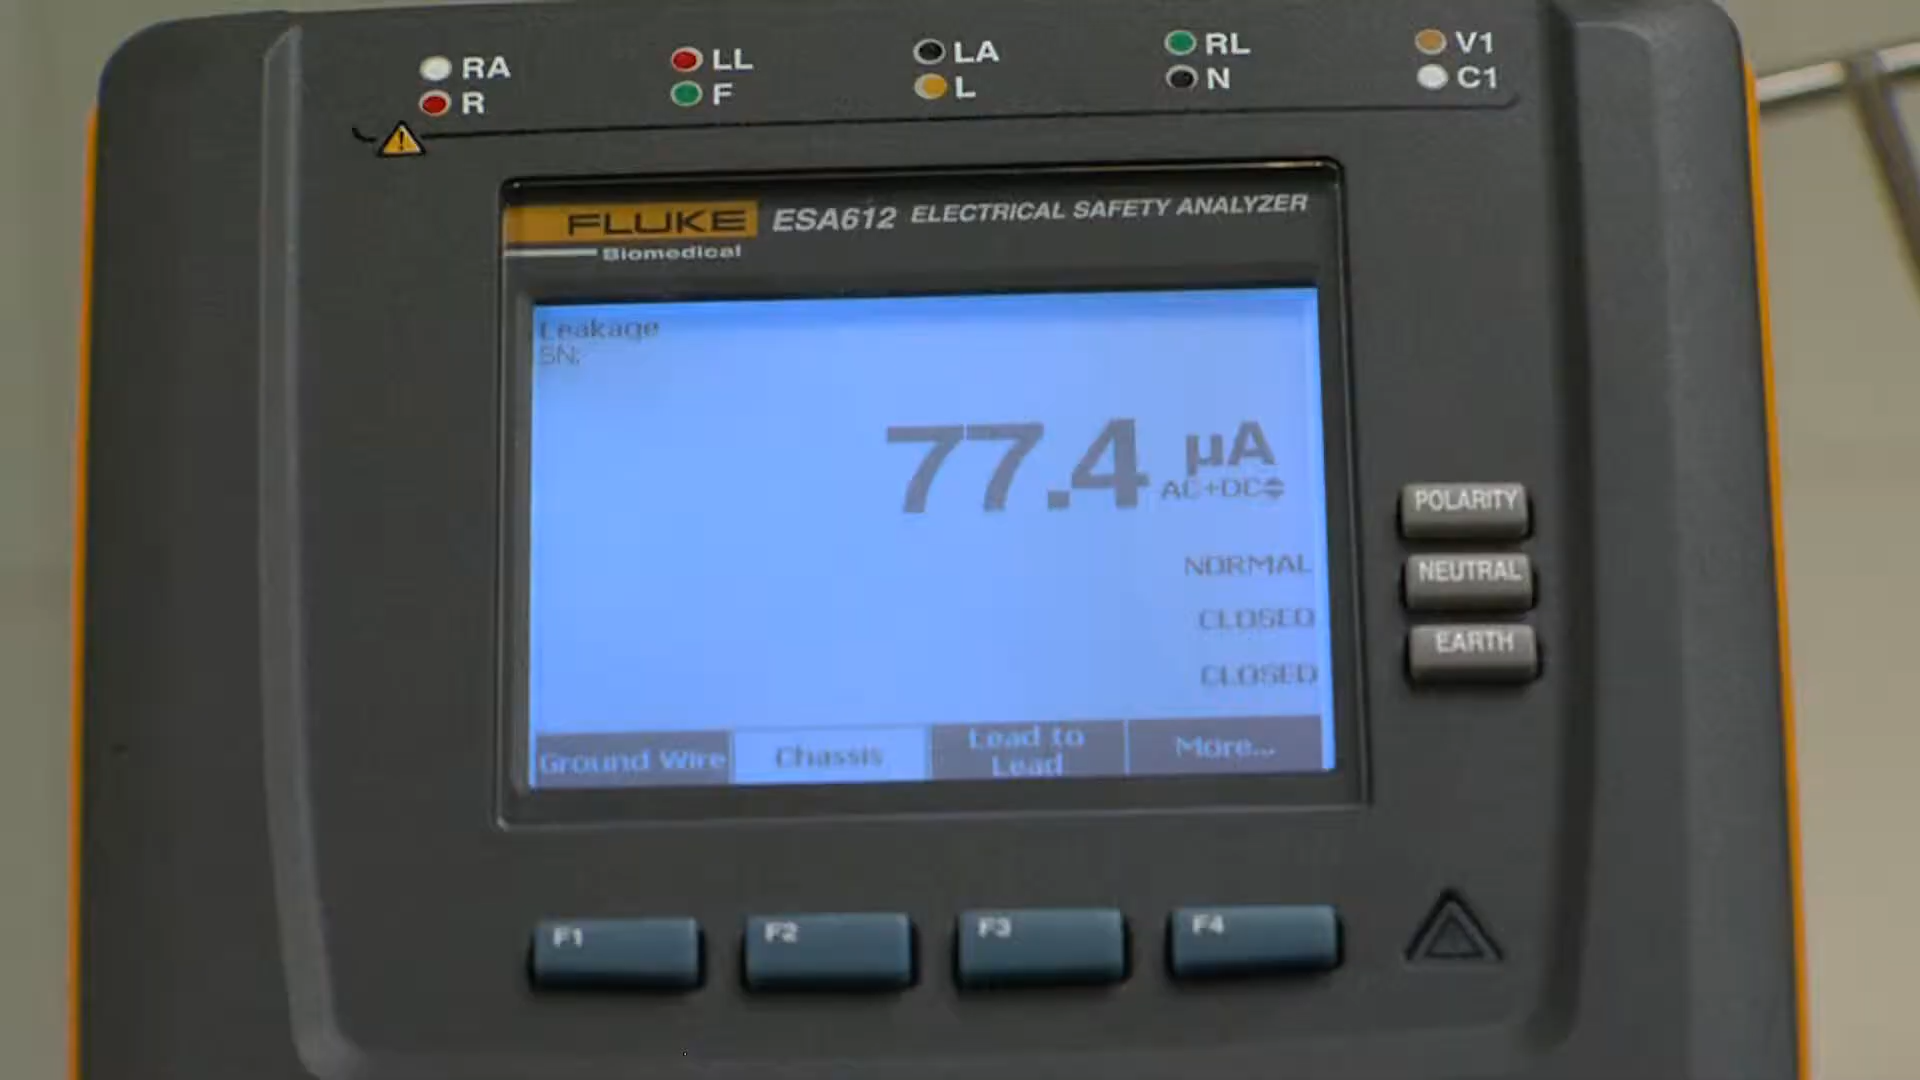 RA LL LA RL V1
R F L N C1
FLUKE ESA612 ELECTRICAL SAFETY ANALYZER
Biomedical
Leakage
SN:
77.4 µA
AC+DC
NORMAL
CLOSED
CLOSED
POLARITY
NEUTRAL
EARTH
Ground Wire Chassis Lead to Lead More...
F1 F2 F3 F4